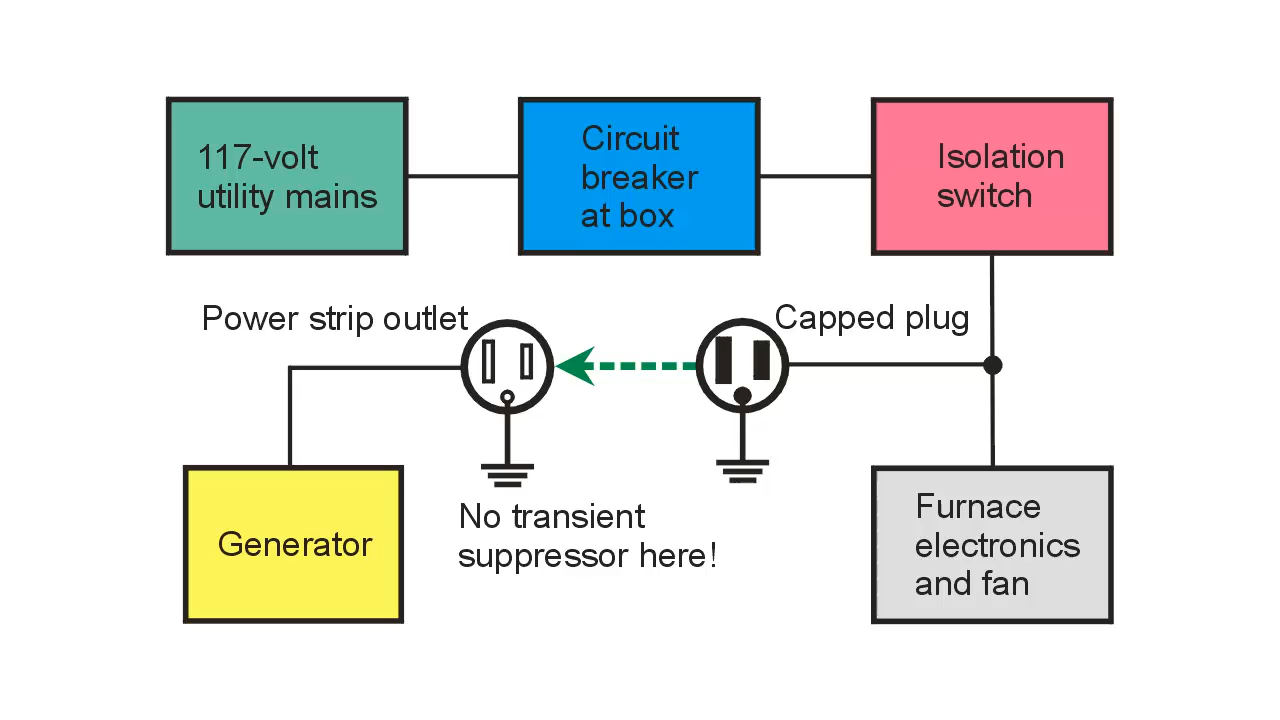 117-volt
utility mains
Circuit
breaker
at box
Isolation
switch
Power strip outlet
Capped plug
Generator
No transient
suppressor here!
Furnace
electronics
and fan